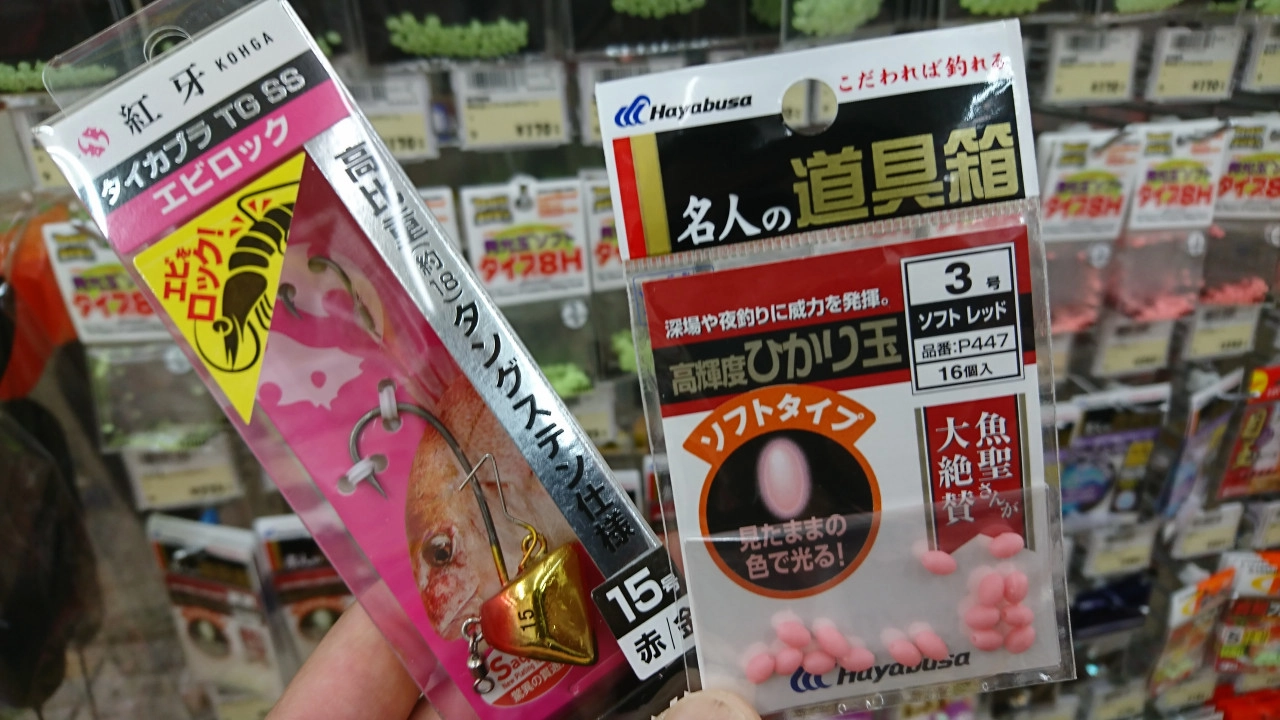 紅牙 KOHGA
タイカブラ TG SS
エビロック
エビを
ロック!
タングステン仕様
15号
赤/金
15
Hayabusa
こだわれば釣れる
名人の道具箱
深場や夜釣りに威力を発揮。
高輝度ひかり玉
3号
ソフト レッド
品番:P447
16個入
ソフトタイプ
見たままの
色で光る!
魚聖さんが
大絶賛
Hayabusa
タイプ8H
タイプ8H
タイプ8H